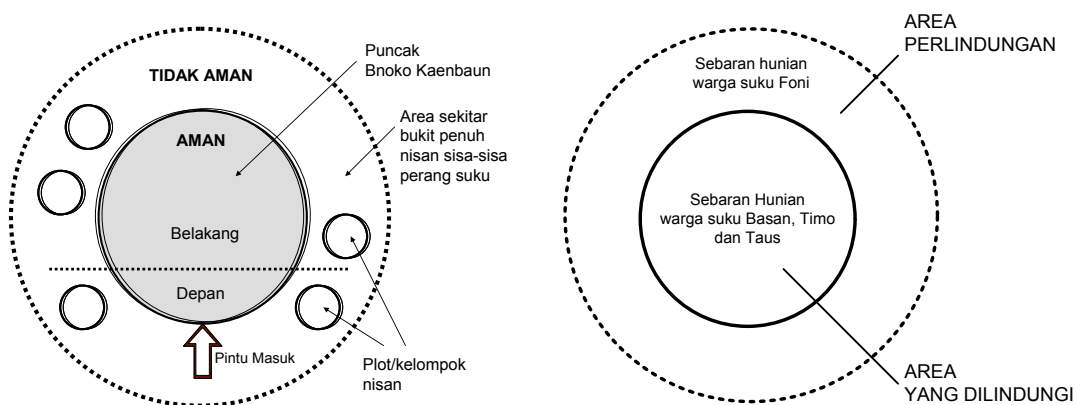 TIDAK AMAN
AMAN
Belakang
Depan
Pintu Masuk
Puncak
Bnoko Kaenbaun
Area sekitar
bukit penuh
nisan sisa-sisa
perang suku
Plot/kelompok
nisan
Sebaran hunian
warga suku Foni
Sebaran Hunian
warga suku Basan, Timo
dan Taus
AREA
PERLINDUNGAN
AREA
YANG DILINDUNGI